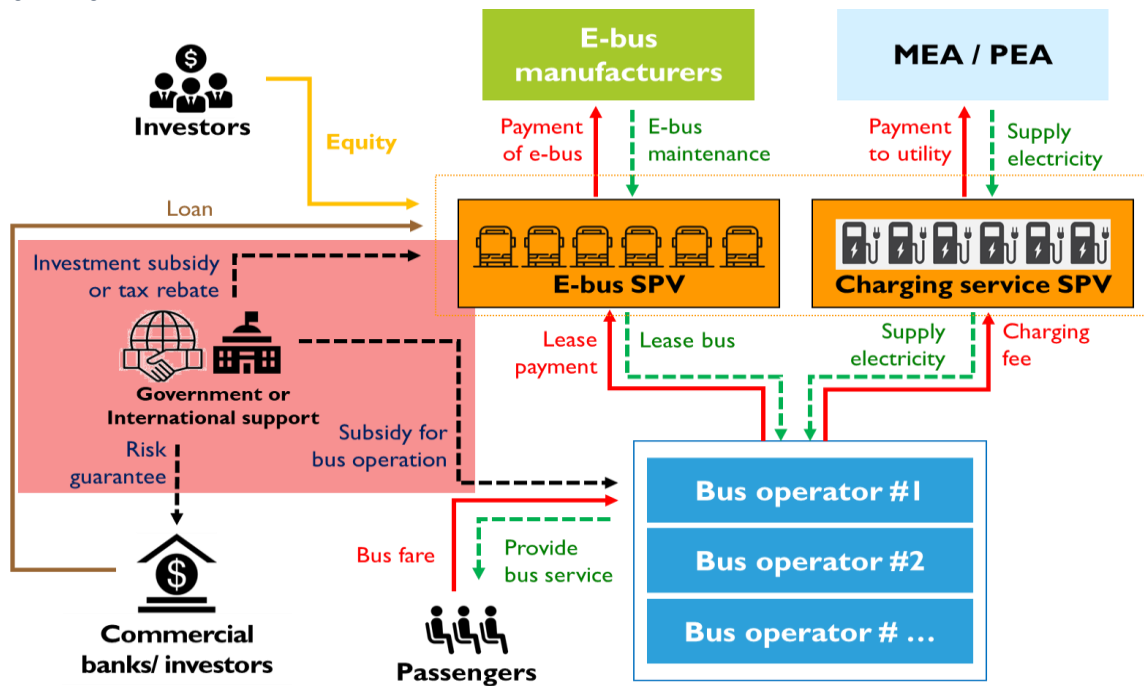 E-bus
manufacturers
MEA / PEA
Investors
Equity
Payment
of e-bus
E-bus
maintenance
Payment
to utility
Supply
electricity
Loan
Investment subsidy
or tax rebate
E-bus SPV
Charging service SPV
Lease
payment
Lease bus
Supply
electricity
Charging
fee
Government or
International support
Subsidy for
bus operation
Risk
guarantee
Bus operator #1
Bus operator #2
Bus operator # ...
Bus fare
Provide
bus service
Commercial
banks/ investors
Passengers